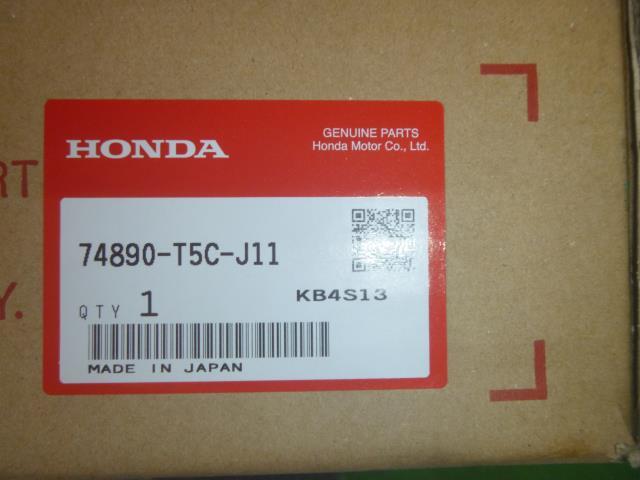 GENUINE PARTS
HONDA
Honda Motor Co., Ltd.
RT
74890-T5C-J11
Y.
QTY 1
KB4S13
MADE IN JAPAN